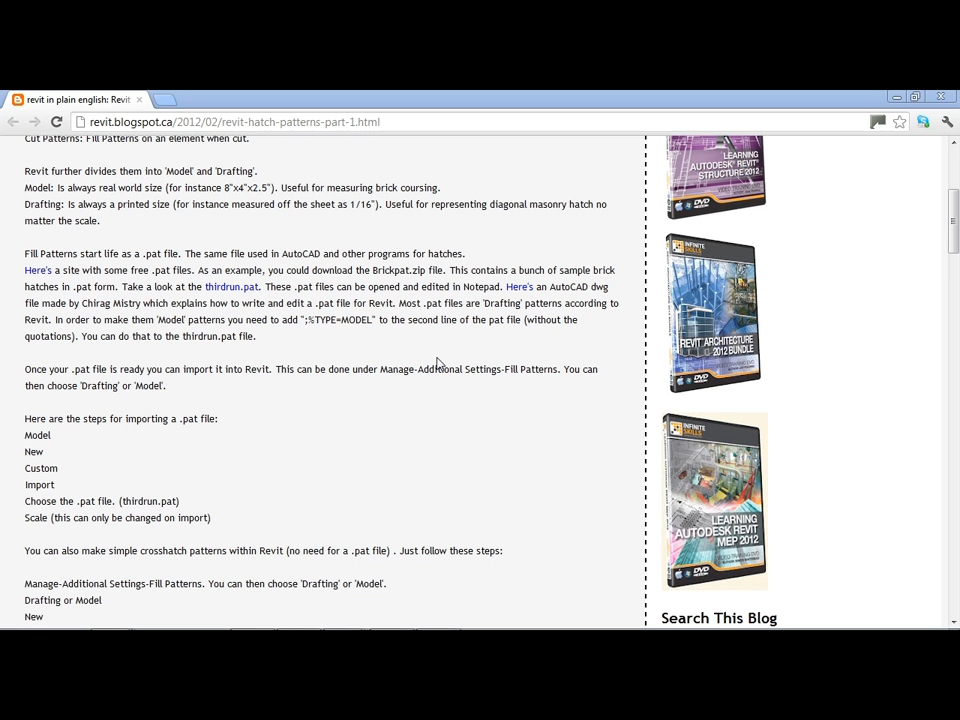 revit in plain english: Revit
revit.blogspot.ca/2012/02/revit-hatch-patterns-part-1.html
Cut Patterns: Fill Patterns on an element when cut.
Revit further divides them into 'Model' and 'Drafting'.
Model: Is always real world size (for instance 8"x4"x2.5"). Useful for measuring brick coursing.
Drafting: Is always a printed size (for instance measured off the sheet as 1/16"). Useful for representing diagonal masonry hatch no
matter the scale.
Fill Patterns start life as a .pat file. The same file used in AutoCAD and other programs for hatches.
Here's a site with some free .pat files. As an example, you could download the Brickpat.zip file. This contains a bunch of sample brick
hatches in .pat form. Take a look at the thirdrun.pat. These .pat files can be opened and edited in Notepad. Here's an AutoCAD dwg
file made by Chirag Mistry which explains how to write and edit a .pat file for Revit. Most .pat files are 'Drafting' patterns according to
Revit. In order to make them 'Model' patterns you need to add ";%TYPE=MODEL" to the second line of the pat file (without the
quotations). You can do that to the thirdrun.pat file.
Once your .pat file is ready you can import it into Revit. This can be done under Manage-Additional Settings-Fill Patterns. You can
then choose 'Drafting' or 'Model'.
Here are the steps for importing a .pat file:
Model
New
Custom
Import
Choose the .pat file. (thirdrun.pat)
Scale (this can only be changed on import)
You can also make simple crosshatch patterns within Revit (no need for a .pat file) . Just follow these steps:
Manage-Additional Settings-Fill Patterns. You can then choose 'Drafting' or 'Model'.
Drafting or Model
New
LEARNING
AUTODESK® REVIT®
STRUCTURE 2012
VIDEO TRAINING DVD
DVD
INFINITE
SKILLS
REVIT ARCHITECTURE
2012 BUNDLE
DVD
INFINITE
SKILLS
LEARNING
AUTODESK REVIT
MEP 2012
VIDEO TRAINING DVD
DVD
Search This Blog